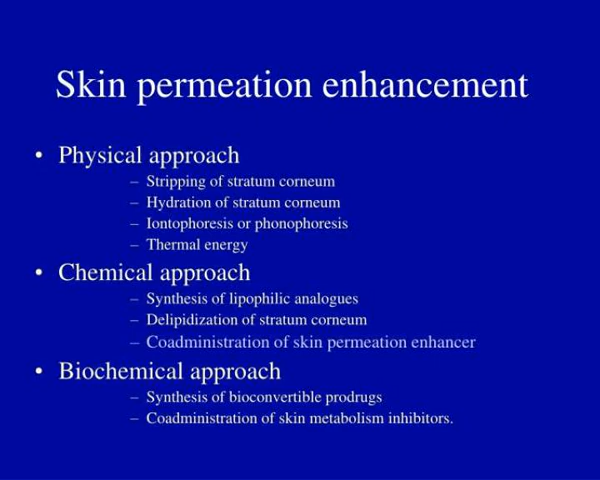 Skin permeation enhancement
• Physical approach
– Stripping of stratum corneum
– Hydration of stratum corneum
– Iontophoresis or phonophoresis
– Thermal energy
• Chemical approach
– Synthesis of lipophilic analogues
– Delipidization of stratum corneum
– Coadministration of skin permeation enhancer
• Biochemical approach
– Synthesis of bioconvertible prodrugs
– Coadministration of skin metabolism inhibitors.